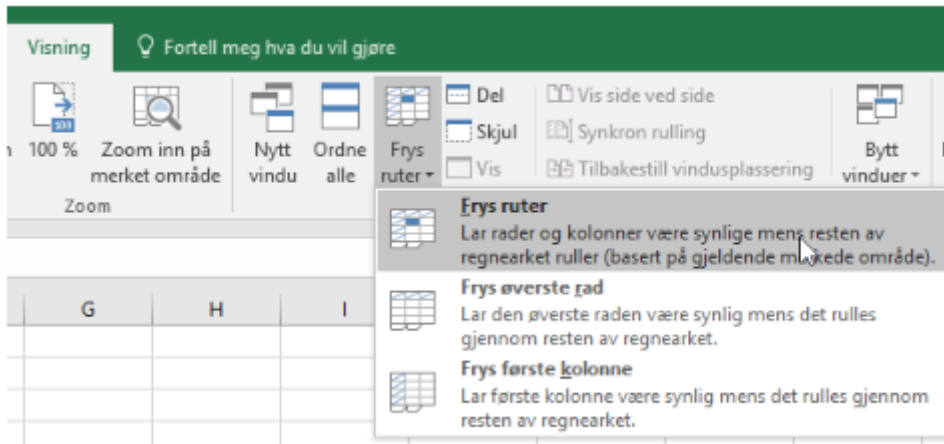 Visning
Fortell meg hva du vil gjøre
100
100 %
Zoom inn på
merket område
Zoom
Nytt
vindu
Ordne
alle
Frys
ruter
Del
Skjul
Vis
Vis side ved side
Synkron rulling
Tilbakestill vindusplassering
Bytt
vinduer
Frys ruter
Lar rader og kolonner være synlige mens resten av
regnearket ruller (basert på gjeldende merkede område).
Frys øverste rad
Lar den øverste raden være synlig mens det rulles
gjennom resten av regnearket.
Frys første kolonne
Lar første kolonne være synlig mens det rulles gjennom
resten av regnearket.
G H I